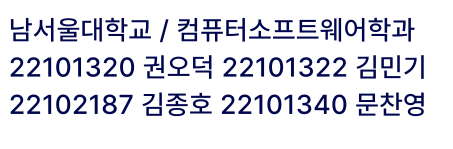 남서울대학교 / 컴퓨터소프트웨어학과
22101320 권오덕 22101322 김민기
22102187 김종호 22101340 문찬영